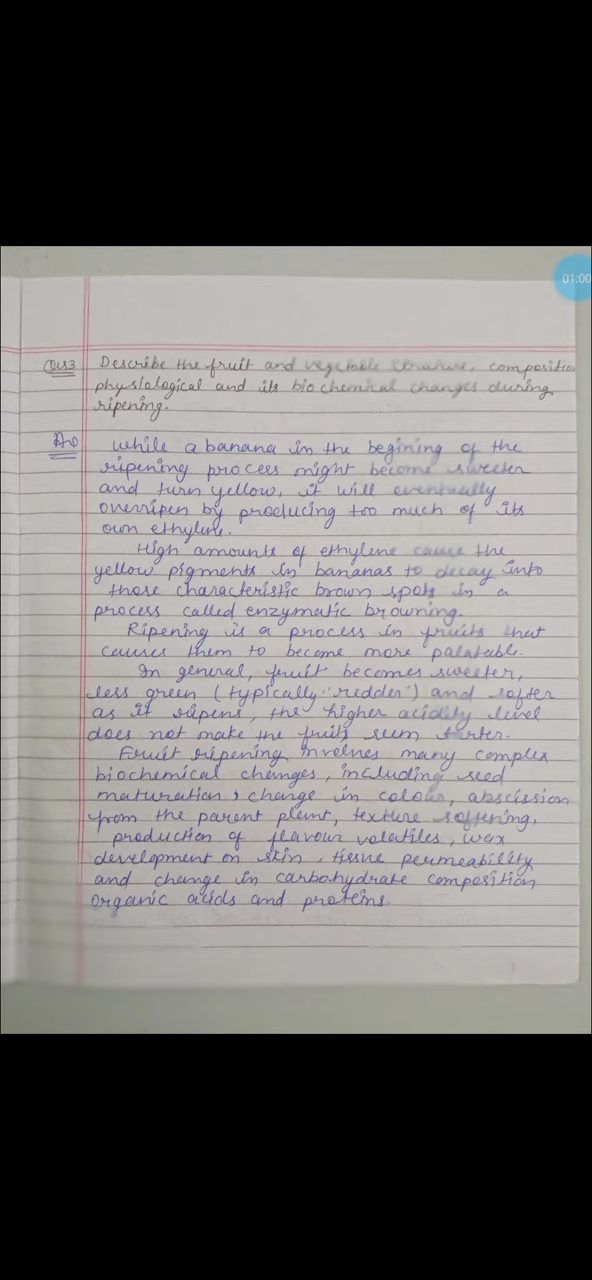 01:00
Ques3 Describe the fruit and vegetable structure, compositio
physiological and its bio chemical changes during
ripening.
Ans while a banana in the begining of the
ripening process might become sweeter
and turn yellow, it will eventually
overripen by producing too much of its
own ethylene.
High amounts of ethylene cause the
yellow pigments in bananas to decay into
those characteristic brown spots in a
process called enzymatic browning.
Ripening is a process in fruits that
causes them to become more palatable.
In general, fruit becomes sweeter,
less green (typically "redder") and softer
as it ripens, the higher acidity level
does not make the fruits seem tarter.
Fruit ripening involves many complex
biochemical changes, including seed
maturation, change in colour, abscission
from the parent plant, texture softening,
production of flavour volatiles, wax
development on skin, tissue permeability
and change in carbohydrate composition
organic acids and proteins.